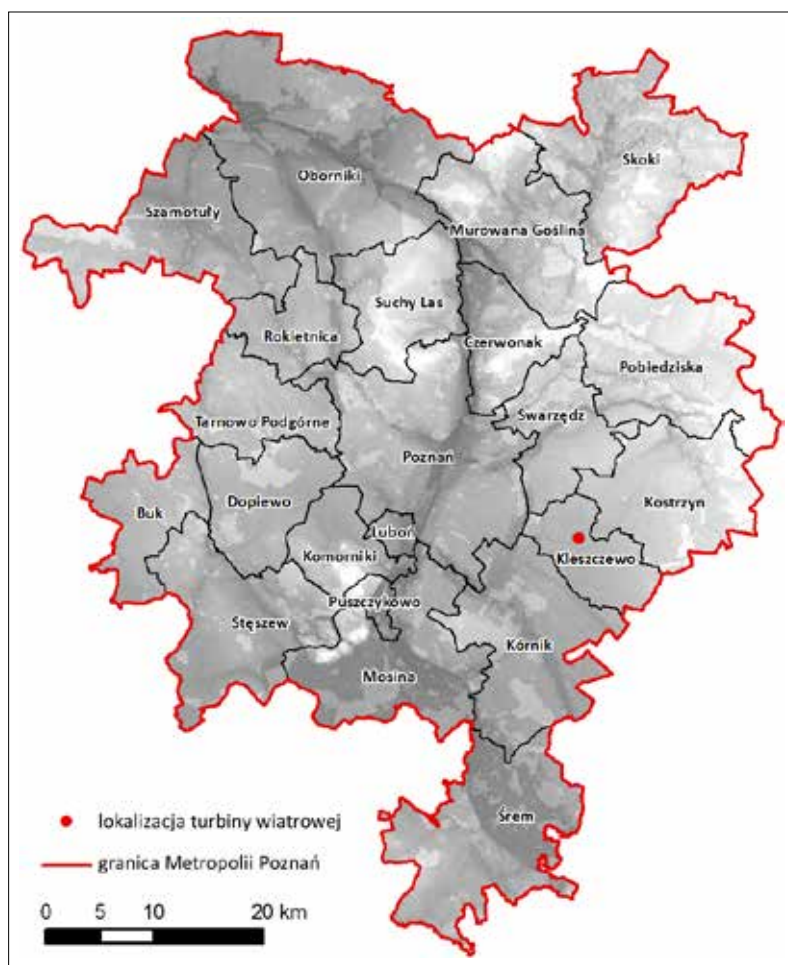 Skoki
Oborniki
Szamotuły
Murowana Goślina
Suchy Las
Rokietnica
Czerwonak
Pobiedziska
Swarzędz
Tarnowo Podgórne
Poznań
Kostrzyn
Buk
Dopiewo
Luboń
Komorniki
Kleszczewo
Puszczykowo
Stęszew
Kórnik
Mosina
Śrem
lokalizacja turbiny wiatrowej
granica Metropolii Poznań
0 5 10 20 km